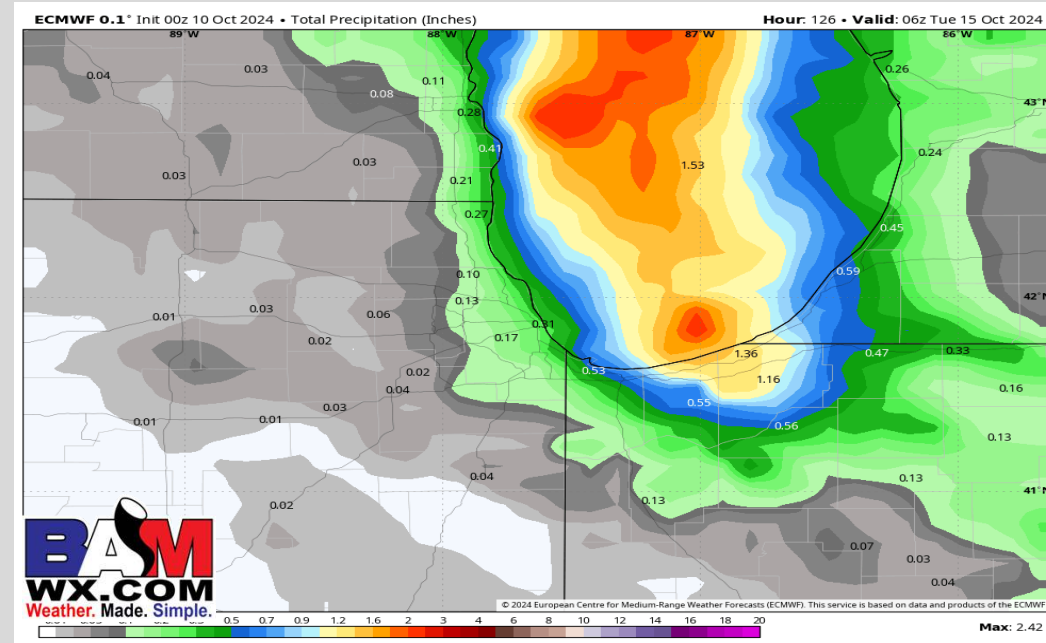 ECMWF 0.1° Init 00z 10 Oct 2024 • Total Precipitation (Inches)
Hour: 126 • Valid: 06z Tue 15 Oct 2024
89°W 88°W 87°W 86°W
0.04 0.03 0.11 0.26
0.08
43°N
0.28
0.41 0.24
0.03 0.03 1.53
0.21
0.27
0.45
0.10 0.59
42°N
0.13
0.01 0.03 0.06 0.31
0.02 0.17 1.36 0.47 0.33
0.02 0.53 1.16 0.16
0.04 0.55
0.03
0.01 0.01 0.56
0.13
0.04 0.13
41°N
0.02 0.13
0.07
0.03
0.04
BAM
WX.COM
Weather. Made. Simple.
© 2024 European Centre for Medium-Range Weather Forecasts (ECMWF). This service is based on data and products of the ECMWF
0.5 0.7 0.9 1.2 1.6 2 3 4 6 8 10 12 14 16 18 20
Max: 2.42